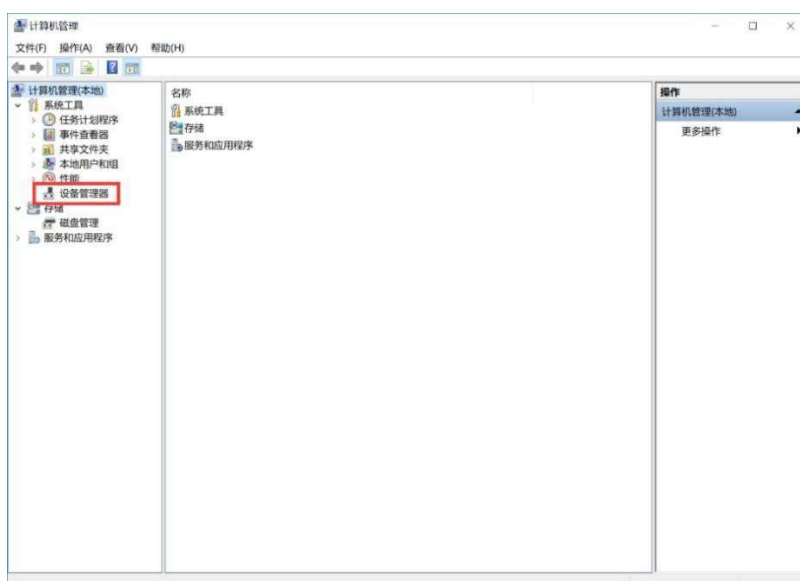 计算机管理
文件(F) 操作(A) 查看(V) 帮助(H)
计算机管理(本地)
系统工具
任务计划程序
事件查看器
共享文件夹
本地用户和组
性能
设备管理器
存储
磁盘管理
服务和应用程序
名称
系统工具
存储
服务和应用程序
操作
计算机管理(本地)
更多操作